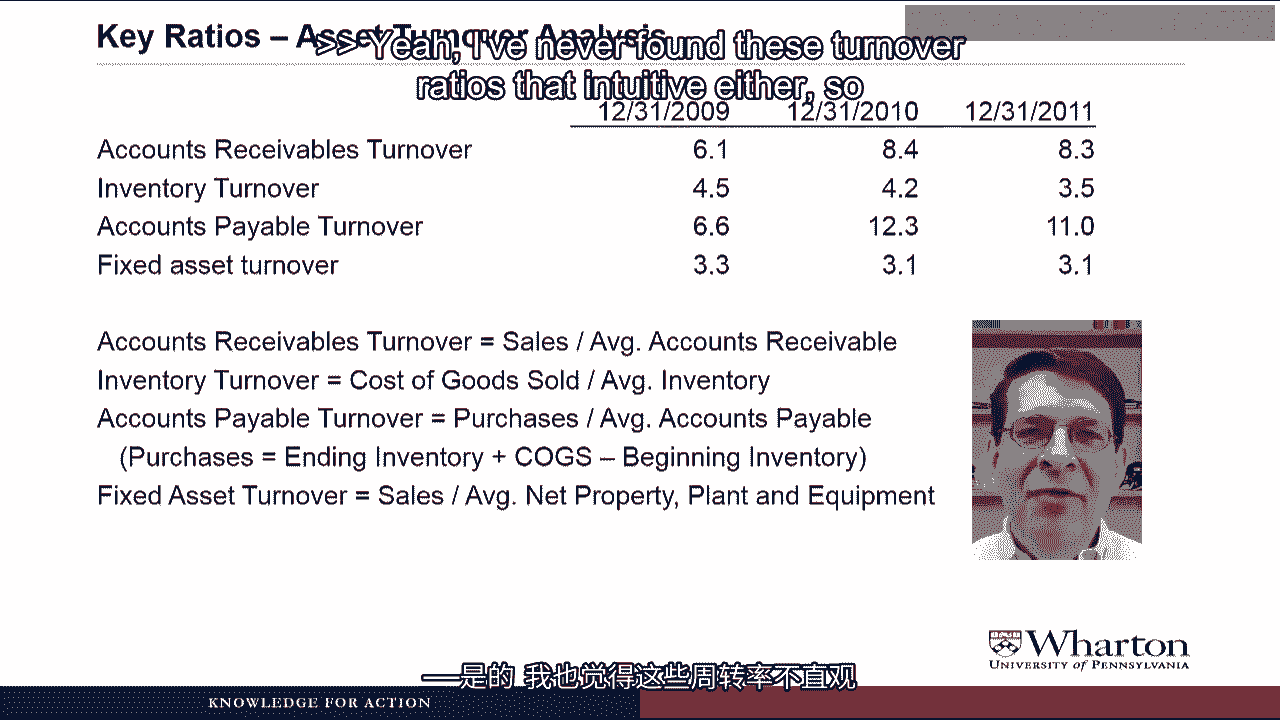 Key Ratios – Asset Turnover Analysis
>> Yeah, I've never found these turnover
ratios that intuitive either, so
12/31/2009 12/31/2010 12/31/2011
Accounts Receivables Turnover 6.1 8.4 8.3
Inventory Turnover 4.5 4.2 3.5
Accounts Payable Turnover 6.6 12.3 11.0
Fixed asset turnover 3.3 3.1 3.1
Accounts Receivables Turnover = Sales / Avg. Accounts Receivable
Inventory Turnover = Cost of Goods Sold / Avg. Inventory
Accounts Payable Turnover = Purchases / Avg. Accounts Payable
(Purchases = Ending Inventory + COGS – Beginning Inventory)
Fixed Asset Turnover = Sales / Avg. Net Property, Plant and Equipment
Wharton
UNIVERSITY of PENNSYLVANIA
——是的 我也觉得这些周转率不直观
KNOWLEDGE FOR ACTION